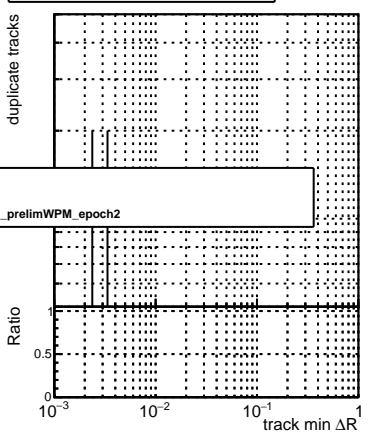 duplicate tracks
_prelimWPM_epoch2
Ratio
1
0.5
0
10⁻³ 10⁻² 10⁻¹ 1
track min ΔR